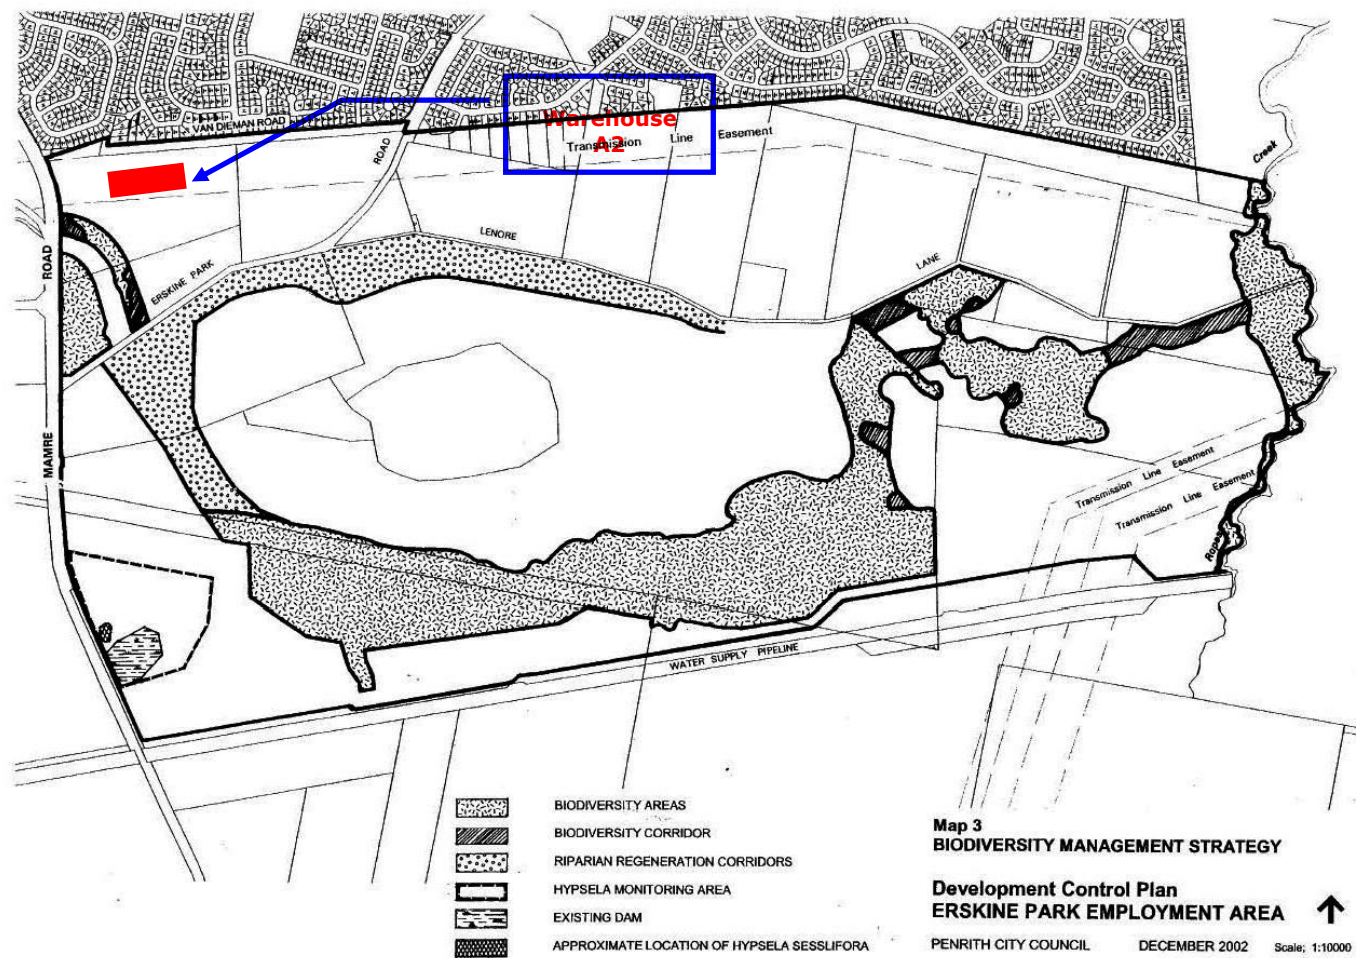 VAN DIEMAN ROAD
Warehouse
A2
Transmission Line Easement
ROAD
Creek
LENORE
LANE
ROAD
ERSKINE PARK
MAMRE
Transmission Line Easement
Transmission Line Easement
Ropes
WATER SUPPLY PIPELINE
BIODIVERSITY AREAS
BIODIVERSITY CORRIDOR
RIPARIAN REGENERATION CORRIDORS
HYPSELA MONITORING AREA
EXISTING DAM
APPROXIMATE LOCATION OF HYPSELA SESSLIFORA
Map 3
BIODIVERSITY MANAGEMENT STRATEGY
Development Control Plan
ERSKINE PARK EMPLOYMENT AREA
PENRITH CITY COUNCIL DECEMBER 2002 Scale; 1:10000